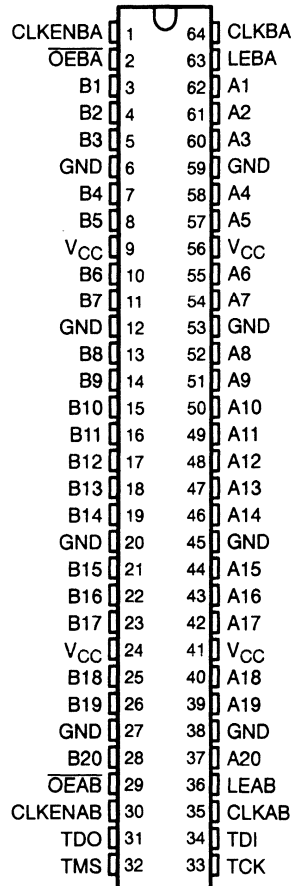 CLKENBA 1 64 CLKBA
OEBA 2 63 LEBA
B1 3 62 A1
B2 4 61 A2
B3 5 60 A3
GND 6 59 GND
B4 7 58 A4
B5 8 57 A5
VCC 9 56 VCC
B6 10 55 A6
B7 11 54 A7
GND 12 53 GND
B8 13 52 A8
B9 14 51 A9
B10 15 50 A10
B11 16 49 A11
B12 17 48 A12
B13 18 47 A13
B14 19 46 A14
GND 20 45 GND
B15 21 44 A15
B16 22 43 A16
B17 23 42 A17
VCC 24 41 VCC
B18 25 40 A18
B19 26 39 A19
GND 27 38 GND
B20 28 37 A20
OEAB 29 36 LEAB
CLKENAB 30 35 CLKAB
TDO 31 34 TDI
TMS 32 33 TCK